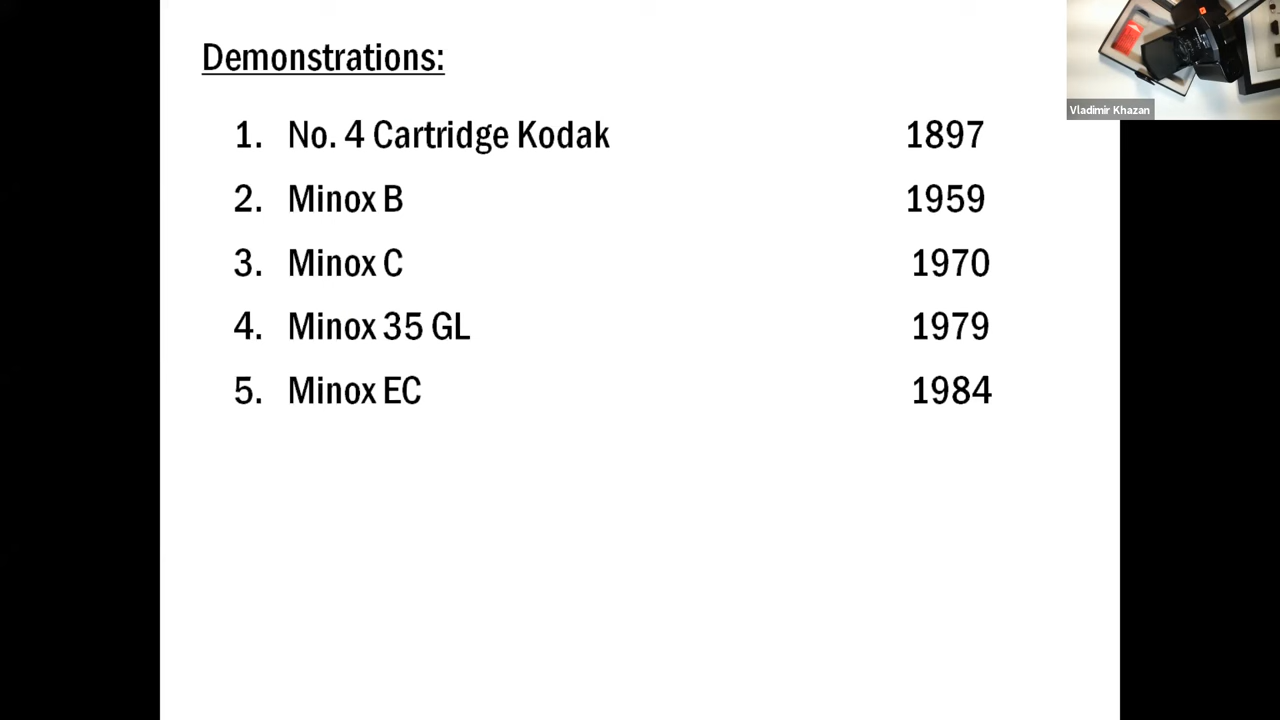 Demonstrations:
Vladimir Khazan
1. No. 4 Cartridge Kodak 1897
2. Minox B 1959
3. Minox C 1970
4. Minox 35 GL 1979
5. Minox EC 1984